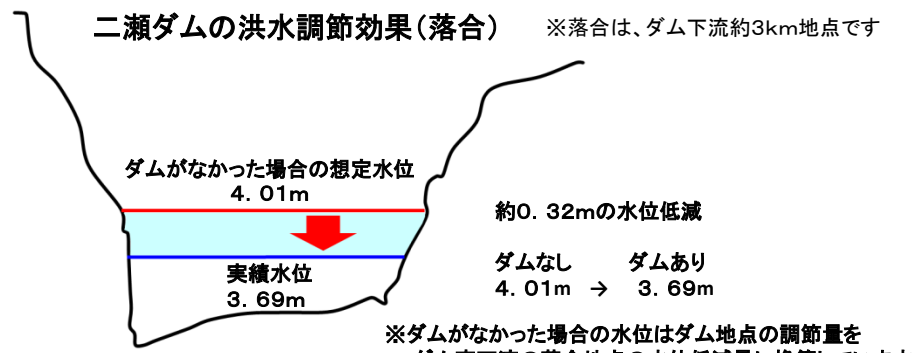 二瀬ダムの洪水調節効果(落合)
※落合は、ダム下流約3km地点です
ダムがなかった場合の想定水位
4.01m
約0.32mの水位低減
ダムなし ダムあり
4.01m → 3.69m
実績水位
3.69m
※ダムがなかった場合の水位はダム地点の調節量を